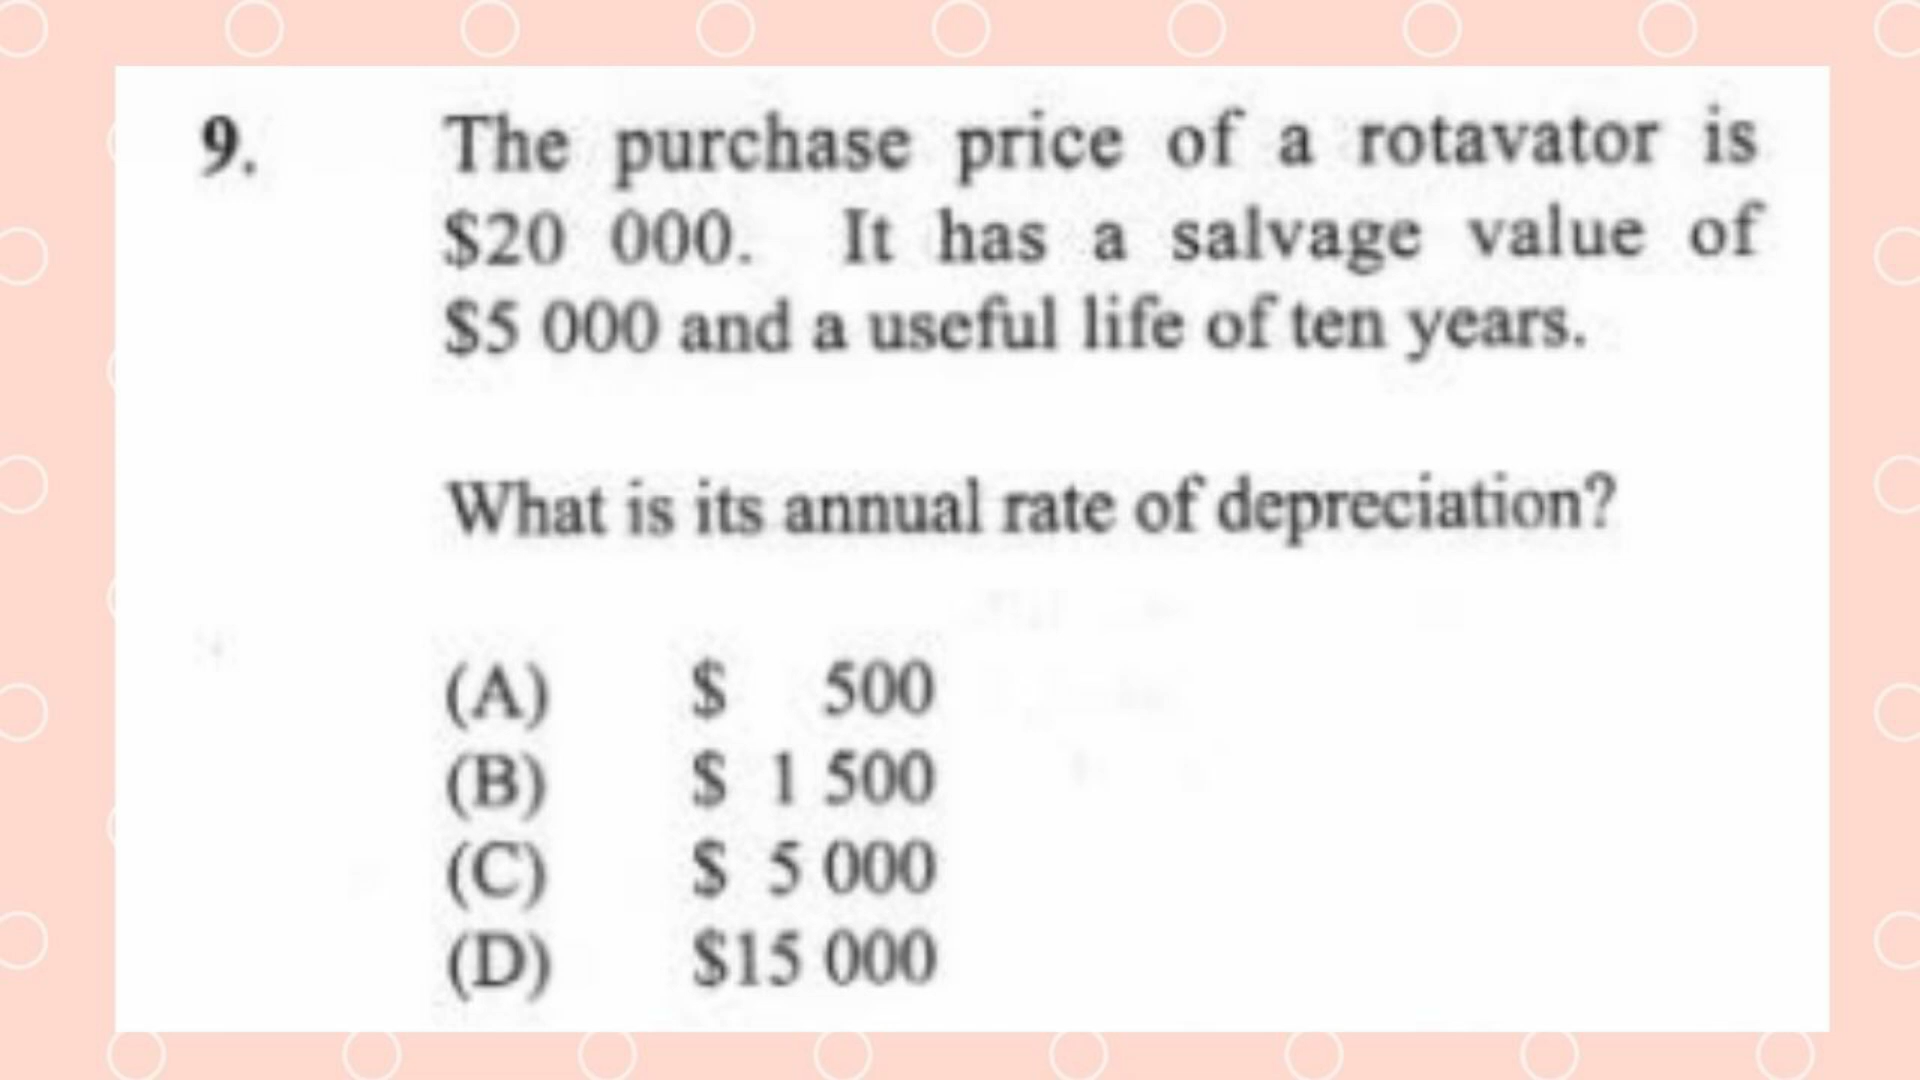 9. The purchase price of a rotavator is
$20 000. It has a salvage value of
$5 000 and a useful life of ten years.
What is its annual rate of depreciation?
(A) $ 500
(B) $ 1 500
(C) $ 5 000
(D) $15 000